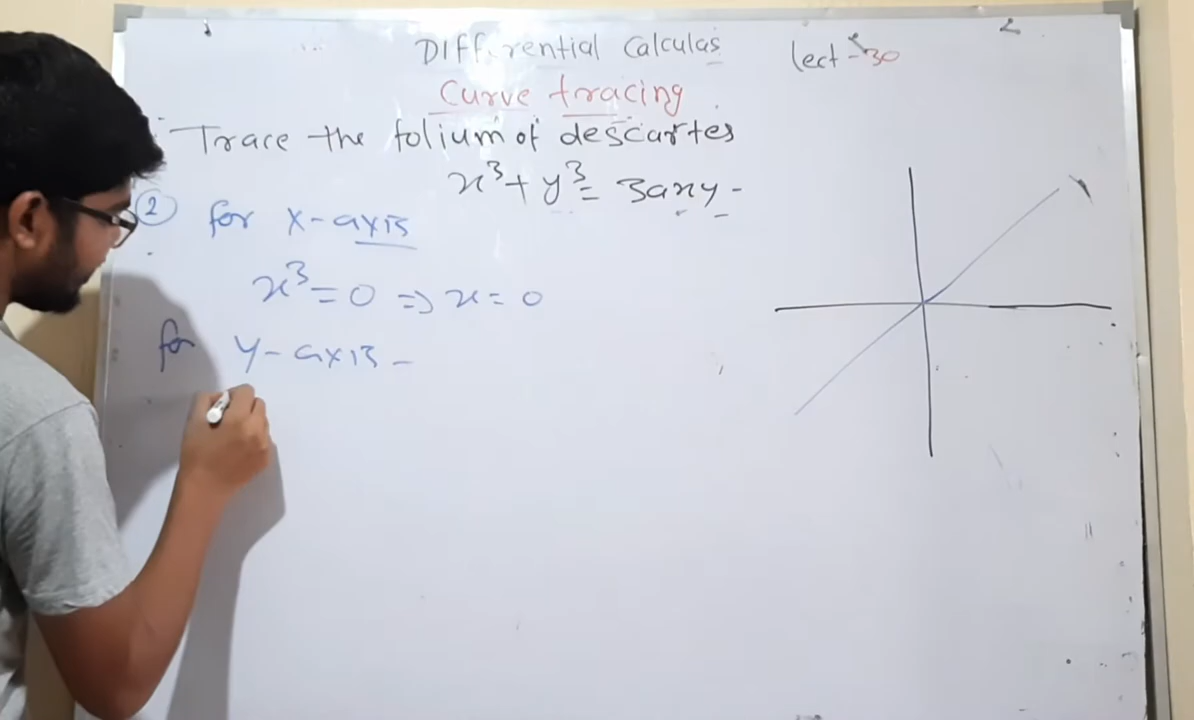 Differential Calculas lect - 30
Curve tracing
Trace the folium of descartes
x³ + y³ = 3axy -
② for x-axis
x³ = 0 => x = 0
for y-axis -